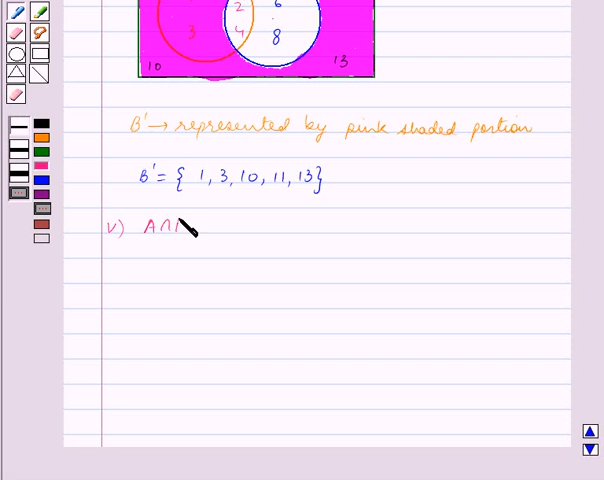 2 6
3 4 8
10 13
B' → represented by pink shaded portion
B' = { 1, 3, 10, 11, 13}
V) A∩